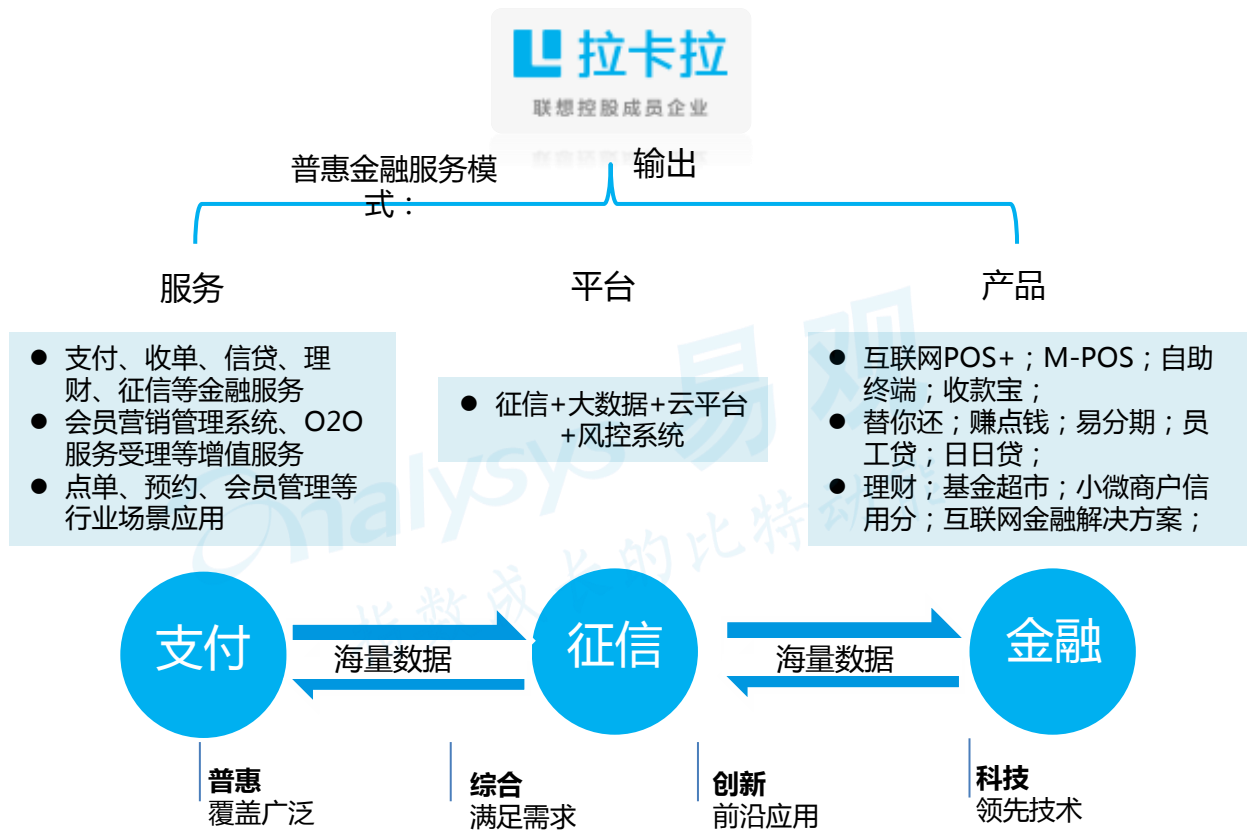 拉卡拉
联想控股成员企业
普惠金融服务模
式：
输出
服务
平台
产品
● 支付、收单、信贷、理
财、征信等金融服务
● 会员营销管理系统、O2O
服务受理等增值服务
● 点单、预约、会员管理等
行业场景应用
● 征信+大数据+云平台
+风控系统
● 互联网POS+；M-POS；自助
终端；收款宝；
● 替你还；赚点钱；易分期；员
工贷；日日贷；
● 理财；基金超市；小微商户信
用分；互联网金融解决方案；
Analysys 易观
支付
海量数据
征信
海量数据
金融
普惠
覆盖广泛
综合
满足需求
创新
前沿应用
科技
领先技术